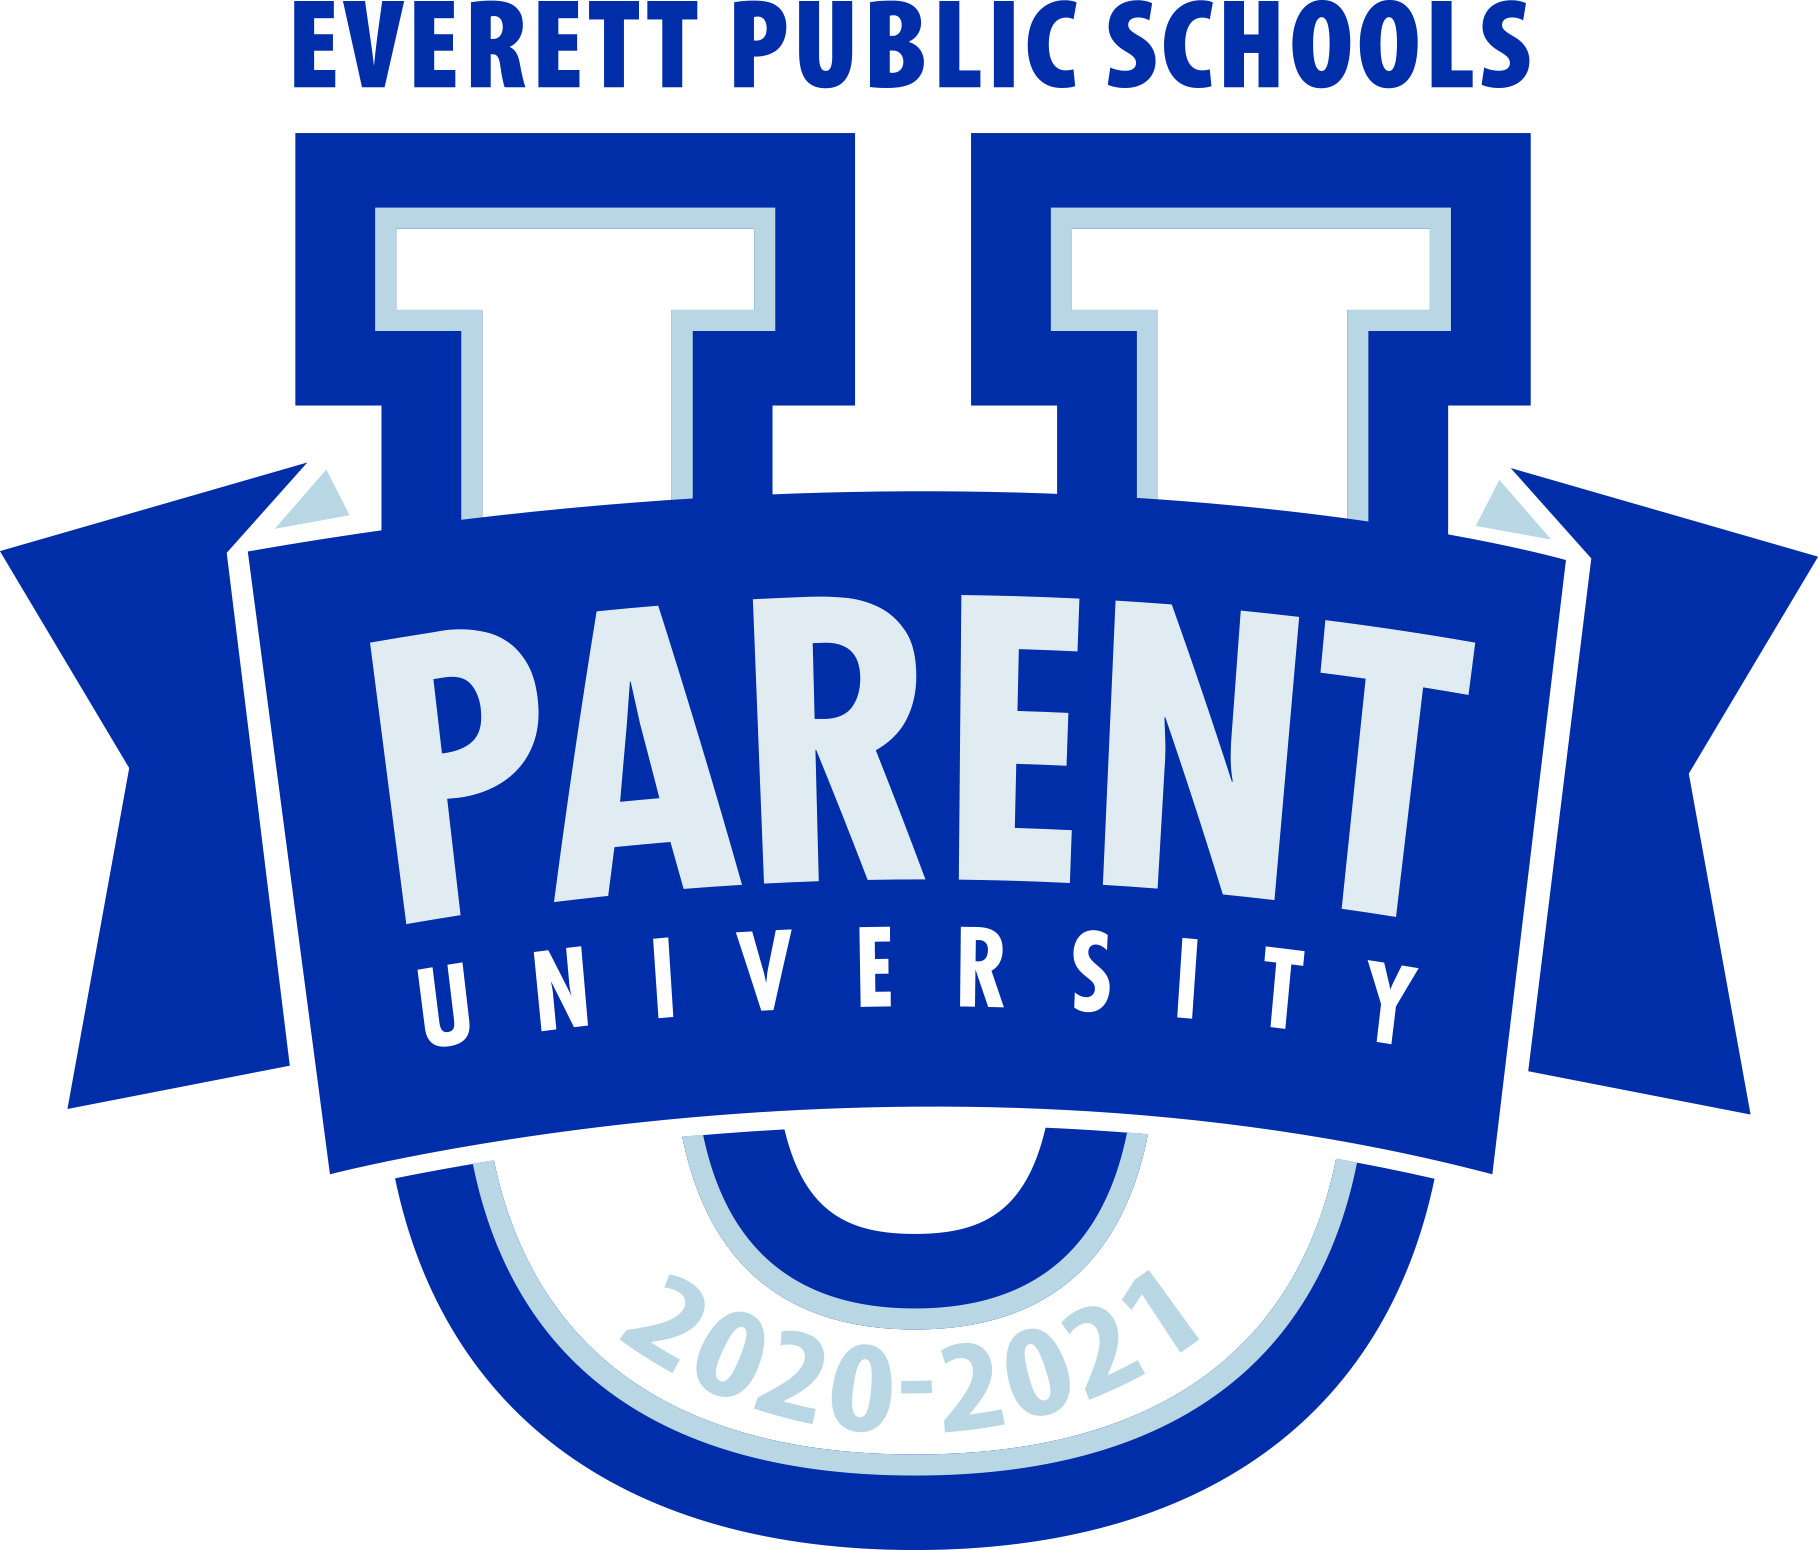 EVERETT PUBLIC SCHOOLS
PARENT
UNIVERSITY
2020-2021